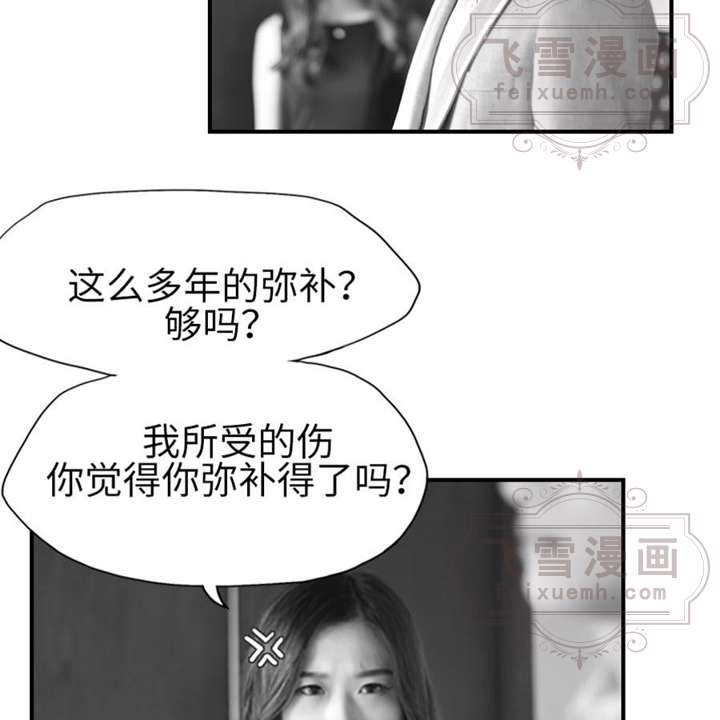 飞雪漫画
feixuemh.com
这么多年的弥补？
够吗？
我所受的伤
你觉得你弥补得了吗？
飞雪漫画
feixuemh.com